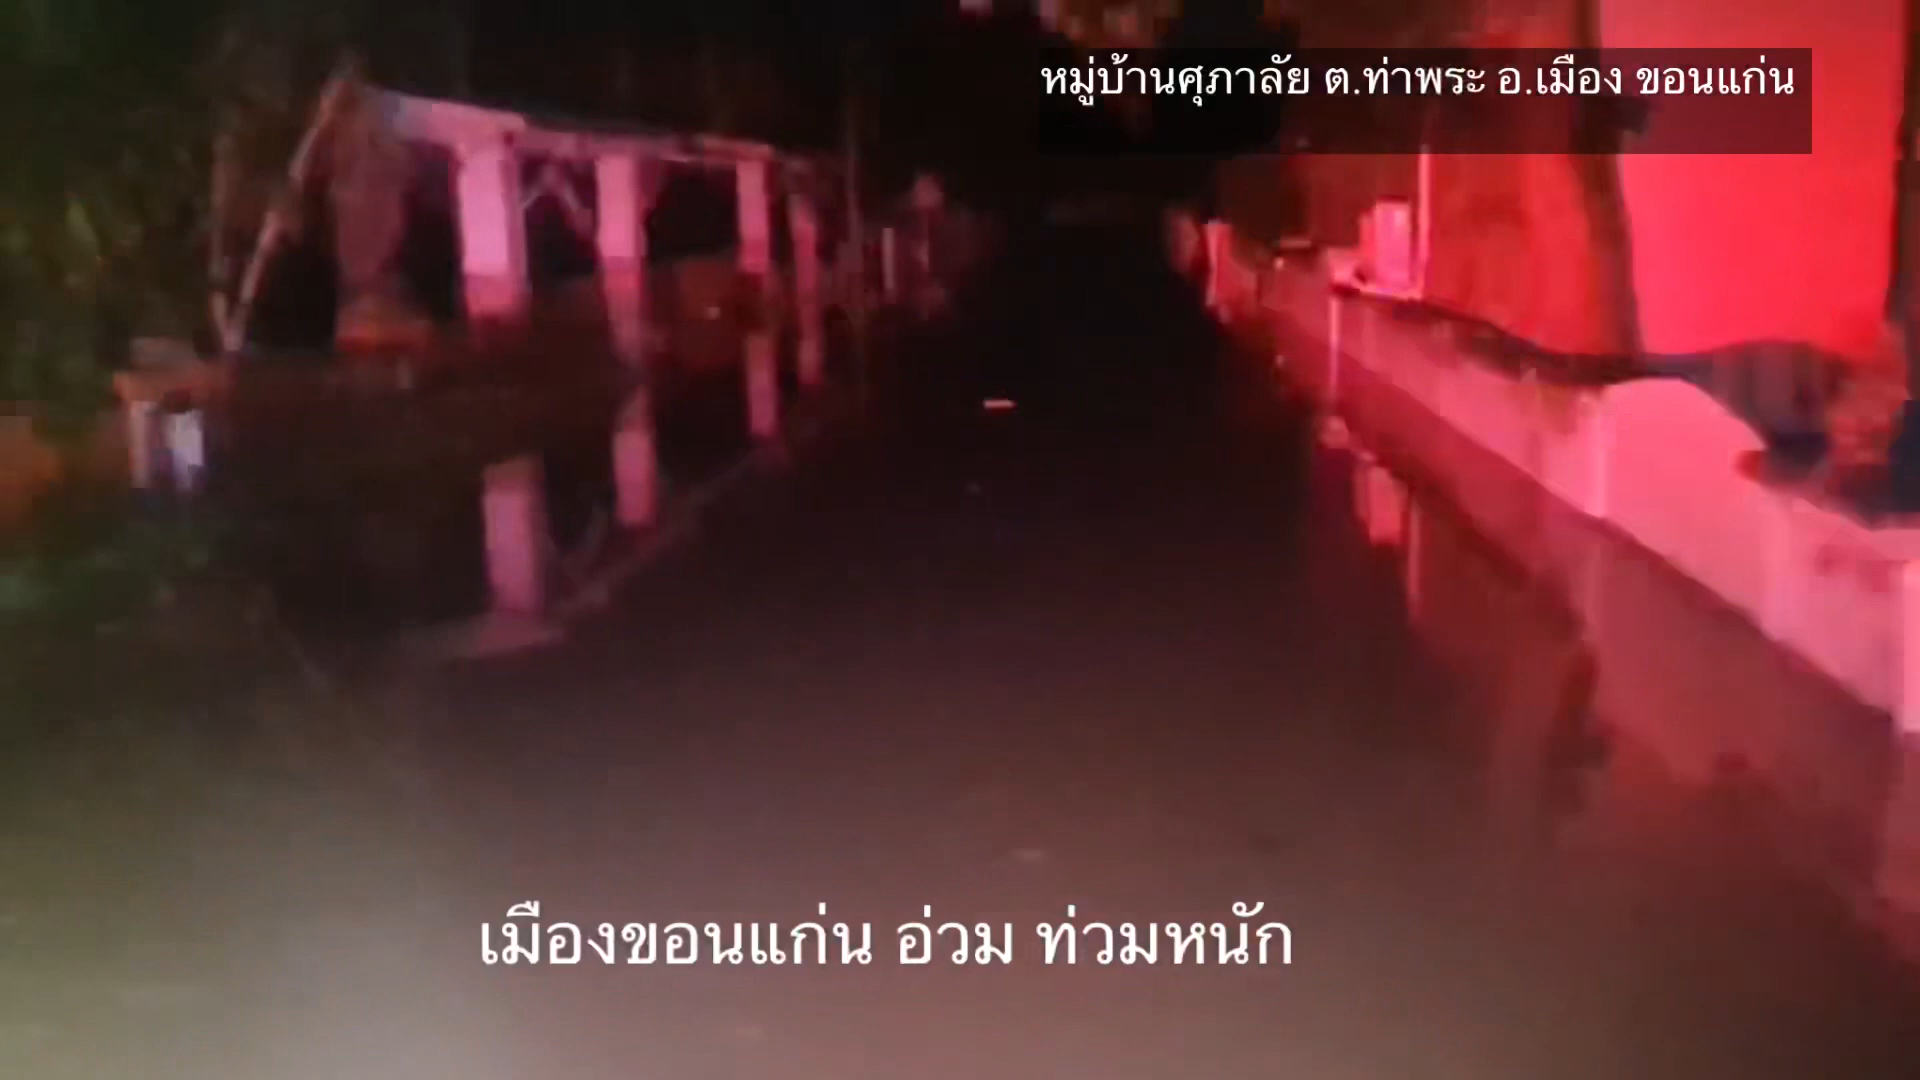 หมู่บ้านศุภาลัย ต.ท่าพระ อ.เมือง ขอนแก่น
เมืองขอนแก่น อ่วม ท่วมหนัก